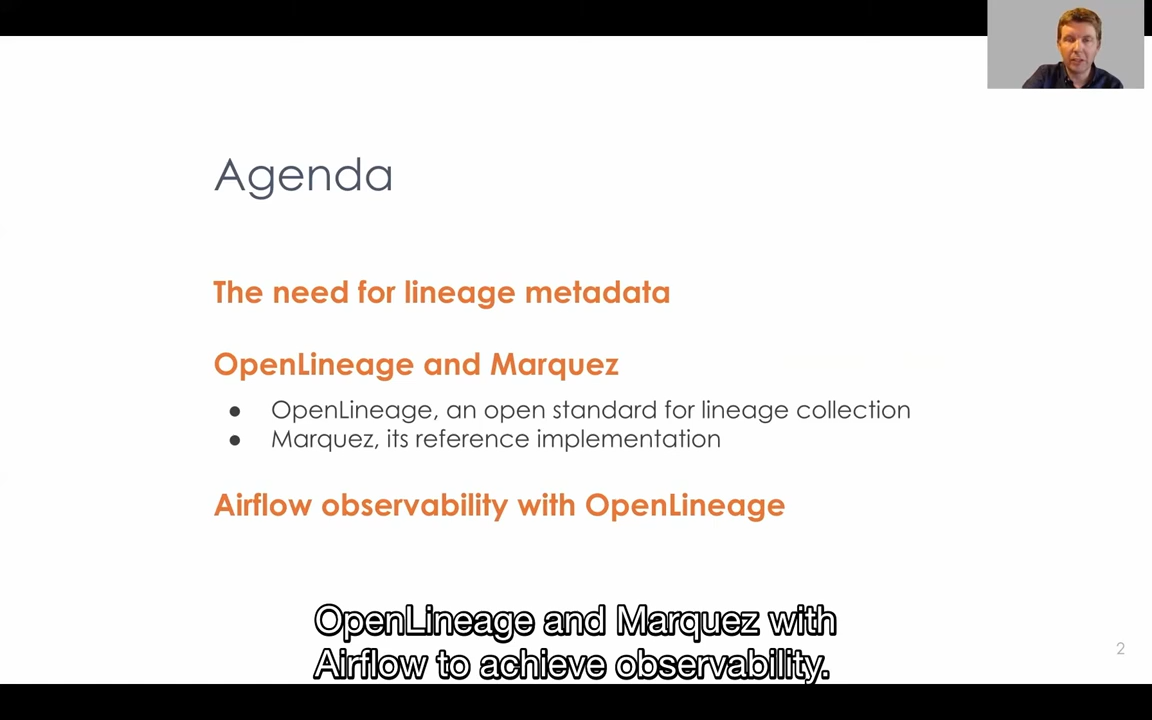 Agenda
The need for lineage metadata
OpenLineage and Marquez
● OpenLineage, an open standard for lineage collection
● Marquez, its reference implementation
Airflow observability with OpenLineage
OpenLineage and Marquez with
Airflow to achieve observability.
2